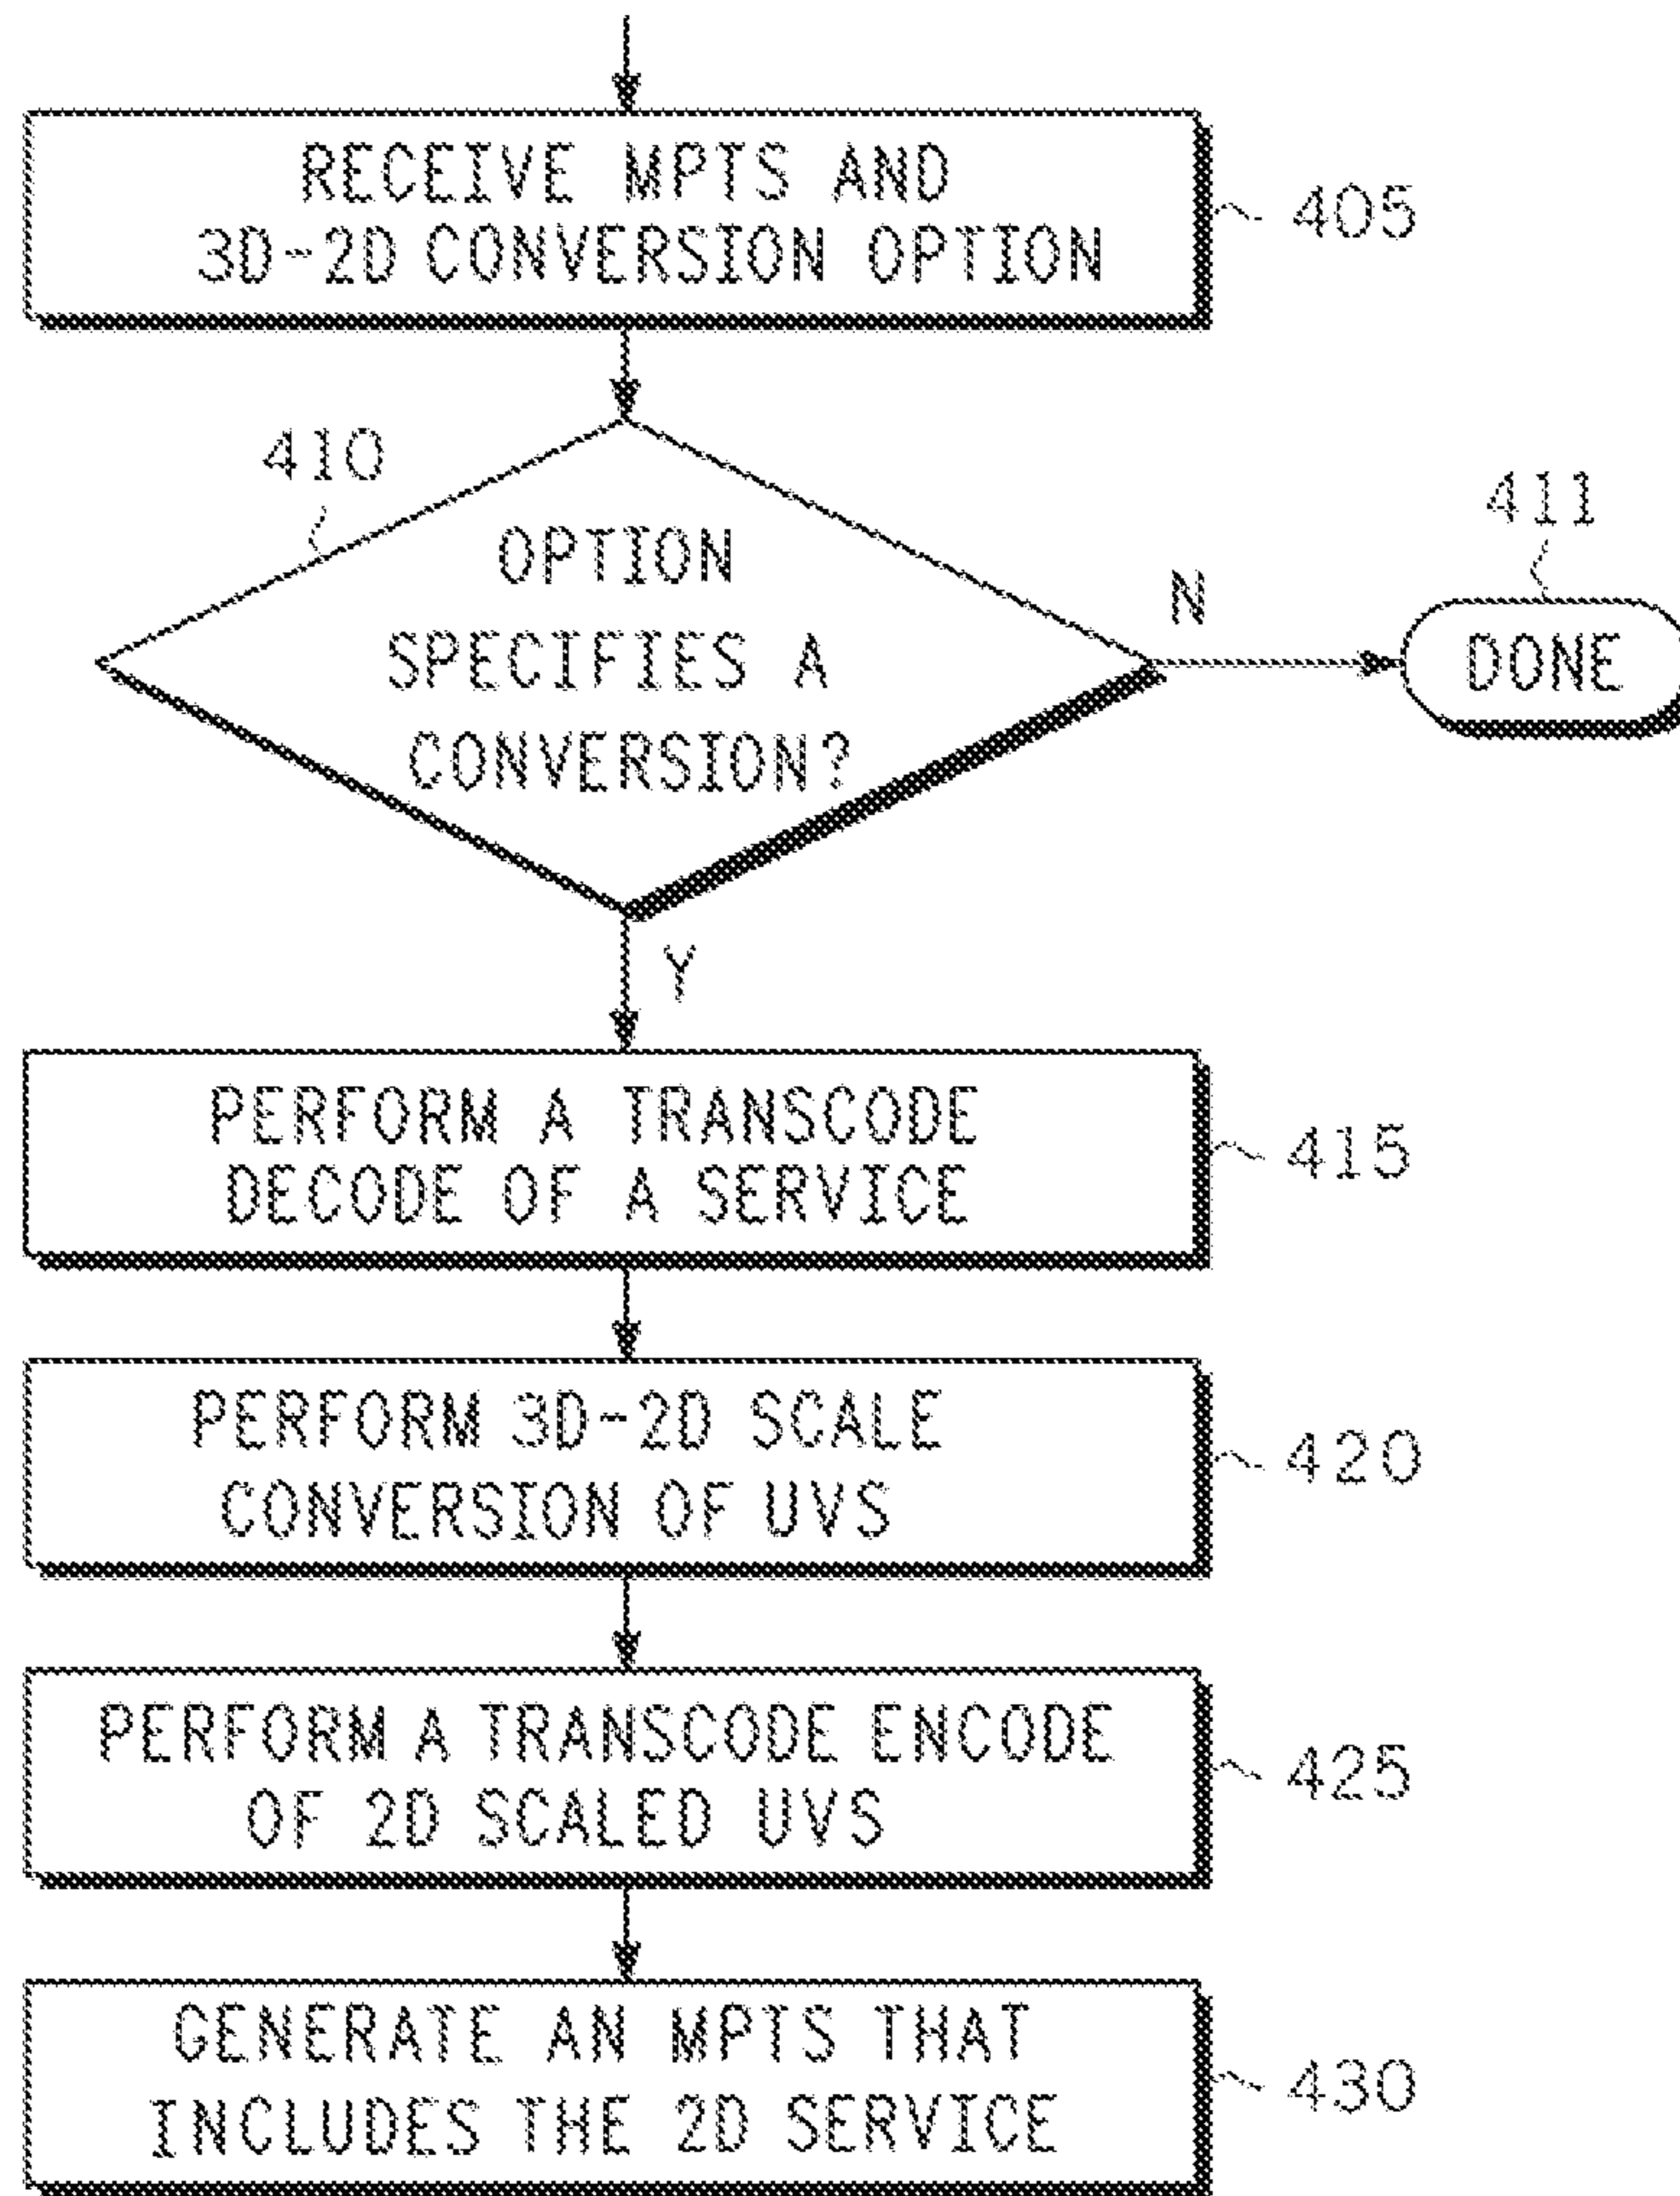 RECEIVE MPTS AND
3D-2D CONVERSION OPTION
405
410
OPTION
SPECIFIES A
CONVERSION?
N
411
DONE
Y
PERFORM A TRANSCODE
DECODE OF A SERVICE
415
PERFORM 3D-2D SCALE
CONVERSION OF UVS
420
PERFORM A TRANSCODE ENCODE
OF 2D SCALED UVS
425
GENERATE AN MPTS THAT
INCLUDES THE 2D SERVICE
430